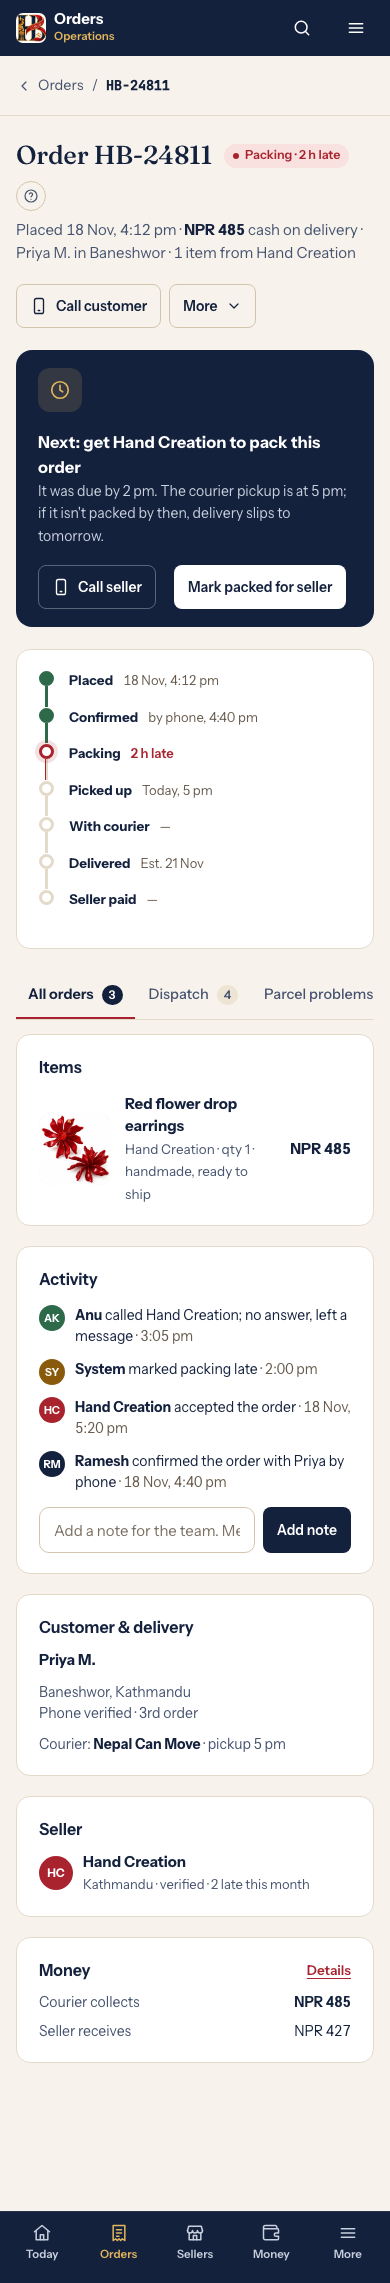 Orders
Operations
Orders / HB-24811
Order HB-24811
Packing · 2 h late
Placed 18 Nov, 4:12 pm · NPR 485 cash on delivery ·
Priya M. in Baneshwor · 1 item from Hand Creation
Call customer
More
Next: get Hand Creation to pack this
order
It was due by 2 pm. The courier pickup is at 5 pm;
if it isn't packed by then, delivery slips to
tomorrow.
Call seller
Mark packed for seller
Placed 18 Nov, 4:12 pm
Confirmed by phone, 4:40 pm
Packing 2 h late
Picked up Today, 5 pm
With courier —
Delivered Est. 21 Nov
Seller paid —
All orders 3
Dispatch 4
Parcel problems
Items
Red flower drop
earrings
Hand Creation · qty 1 ·
handmade, ready to
ship
NPR 485
Activity
AK
Anu called Hand Creation; no answer, left a
message · 3:05 pm
SY
System marked packing late · 2:00 pm
HC
Hand Creation accepted the order · 18 Nov,
5:20 pm
RM
Ramesh confirmed the order with Priya by
phone · 18 Nov, 4:40 pm
Add a note for the team. Me
Add note
Customer & delivery
Priya M.
Baneshwor, Kathmandu
Phone verified · 3rd order
Courier: Nepal Can Move · pickup 5 pm
Seller
HC
Hand Creation
Kathmandu · verified · 2 late this month
Money
Details
Courier collects NPR 485
Seller receives NPR 427
Today
Orders
Sellers
Money
More